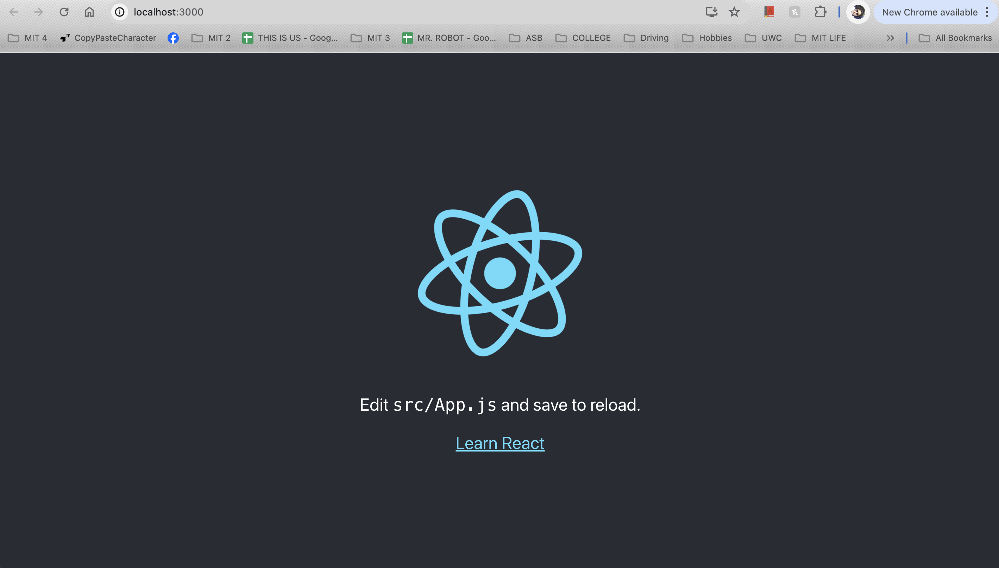 localhost:3000
New Chrome available
MIT 4 CopyPasteCharacter MIT 2 THIS IS US - Goog... MIT 3 MR. ROBOT - Goo... ASB COLLEGE Driving Hobbies UWC MIT LIFE All Bookmarks
Edit src/App.js and save to reload.
Learn React